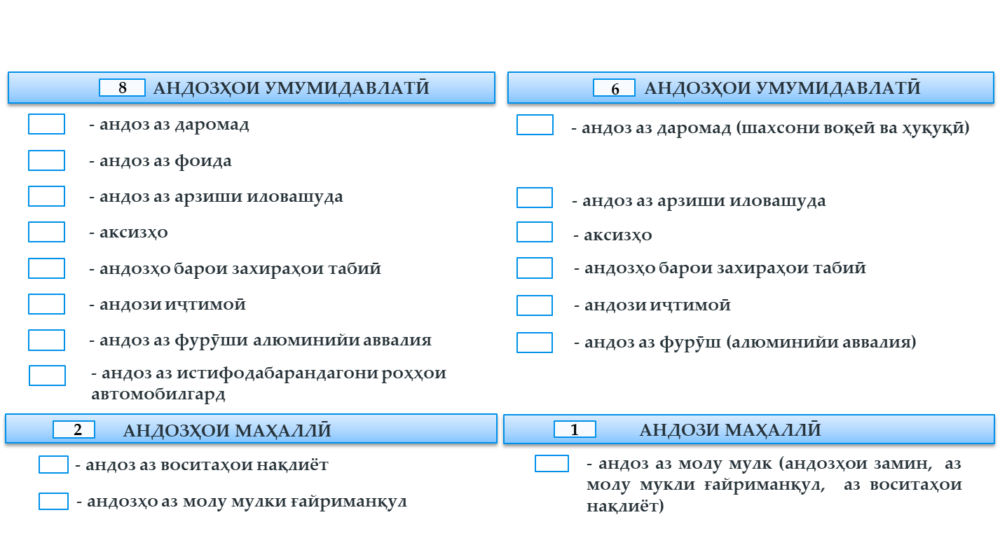 8 АНДОЗҲОИ УМУМИДАВЛАТӢ
- андоз аз даромад
- андоз аз фоида
- андоз аз арзиши иловашуда
- аксизҳо
- андозҳо барои захираҳои табиӣ
- андози иҷтимоӣ
- андоз аз фурӯши алюминийи аввалия
- андоз аз истифодабарандагони роҳҳои
автомобилгард
2 АНДОЗҲОИ МАҲАЛЛӢ
- андоз аз воситаҳои нақлиёт
- андозҳо аз молу мулки ғайриманқул
6 АНДОЗҲОИ УМУМИДАВЛАТӢ
- андоз аз даромад (шахсони воқеӣ ва ҳуқуқӣ)
- андоз аз арзиши иловашуда
- аксизҳо
- андозҳо барои захираҳои табиӣ
- андози иҷтимоӣ
- андоз аз фурӯш (алюминийи аввалия)
1 АНДОЗИ МАҲАЛЛӢ
- андоз аз молу мулк (андозҳои замин, аз
молу мукли ғайриманқул, аз воситаҳои
нақлиёт)